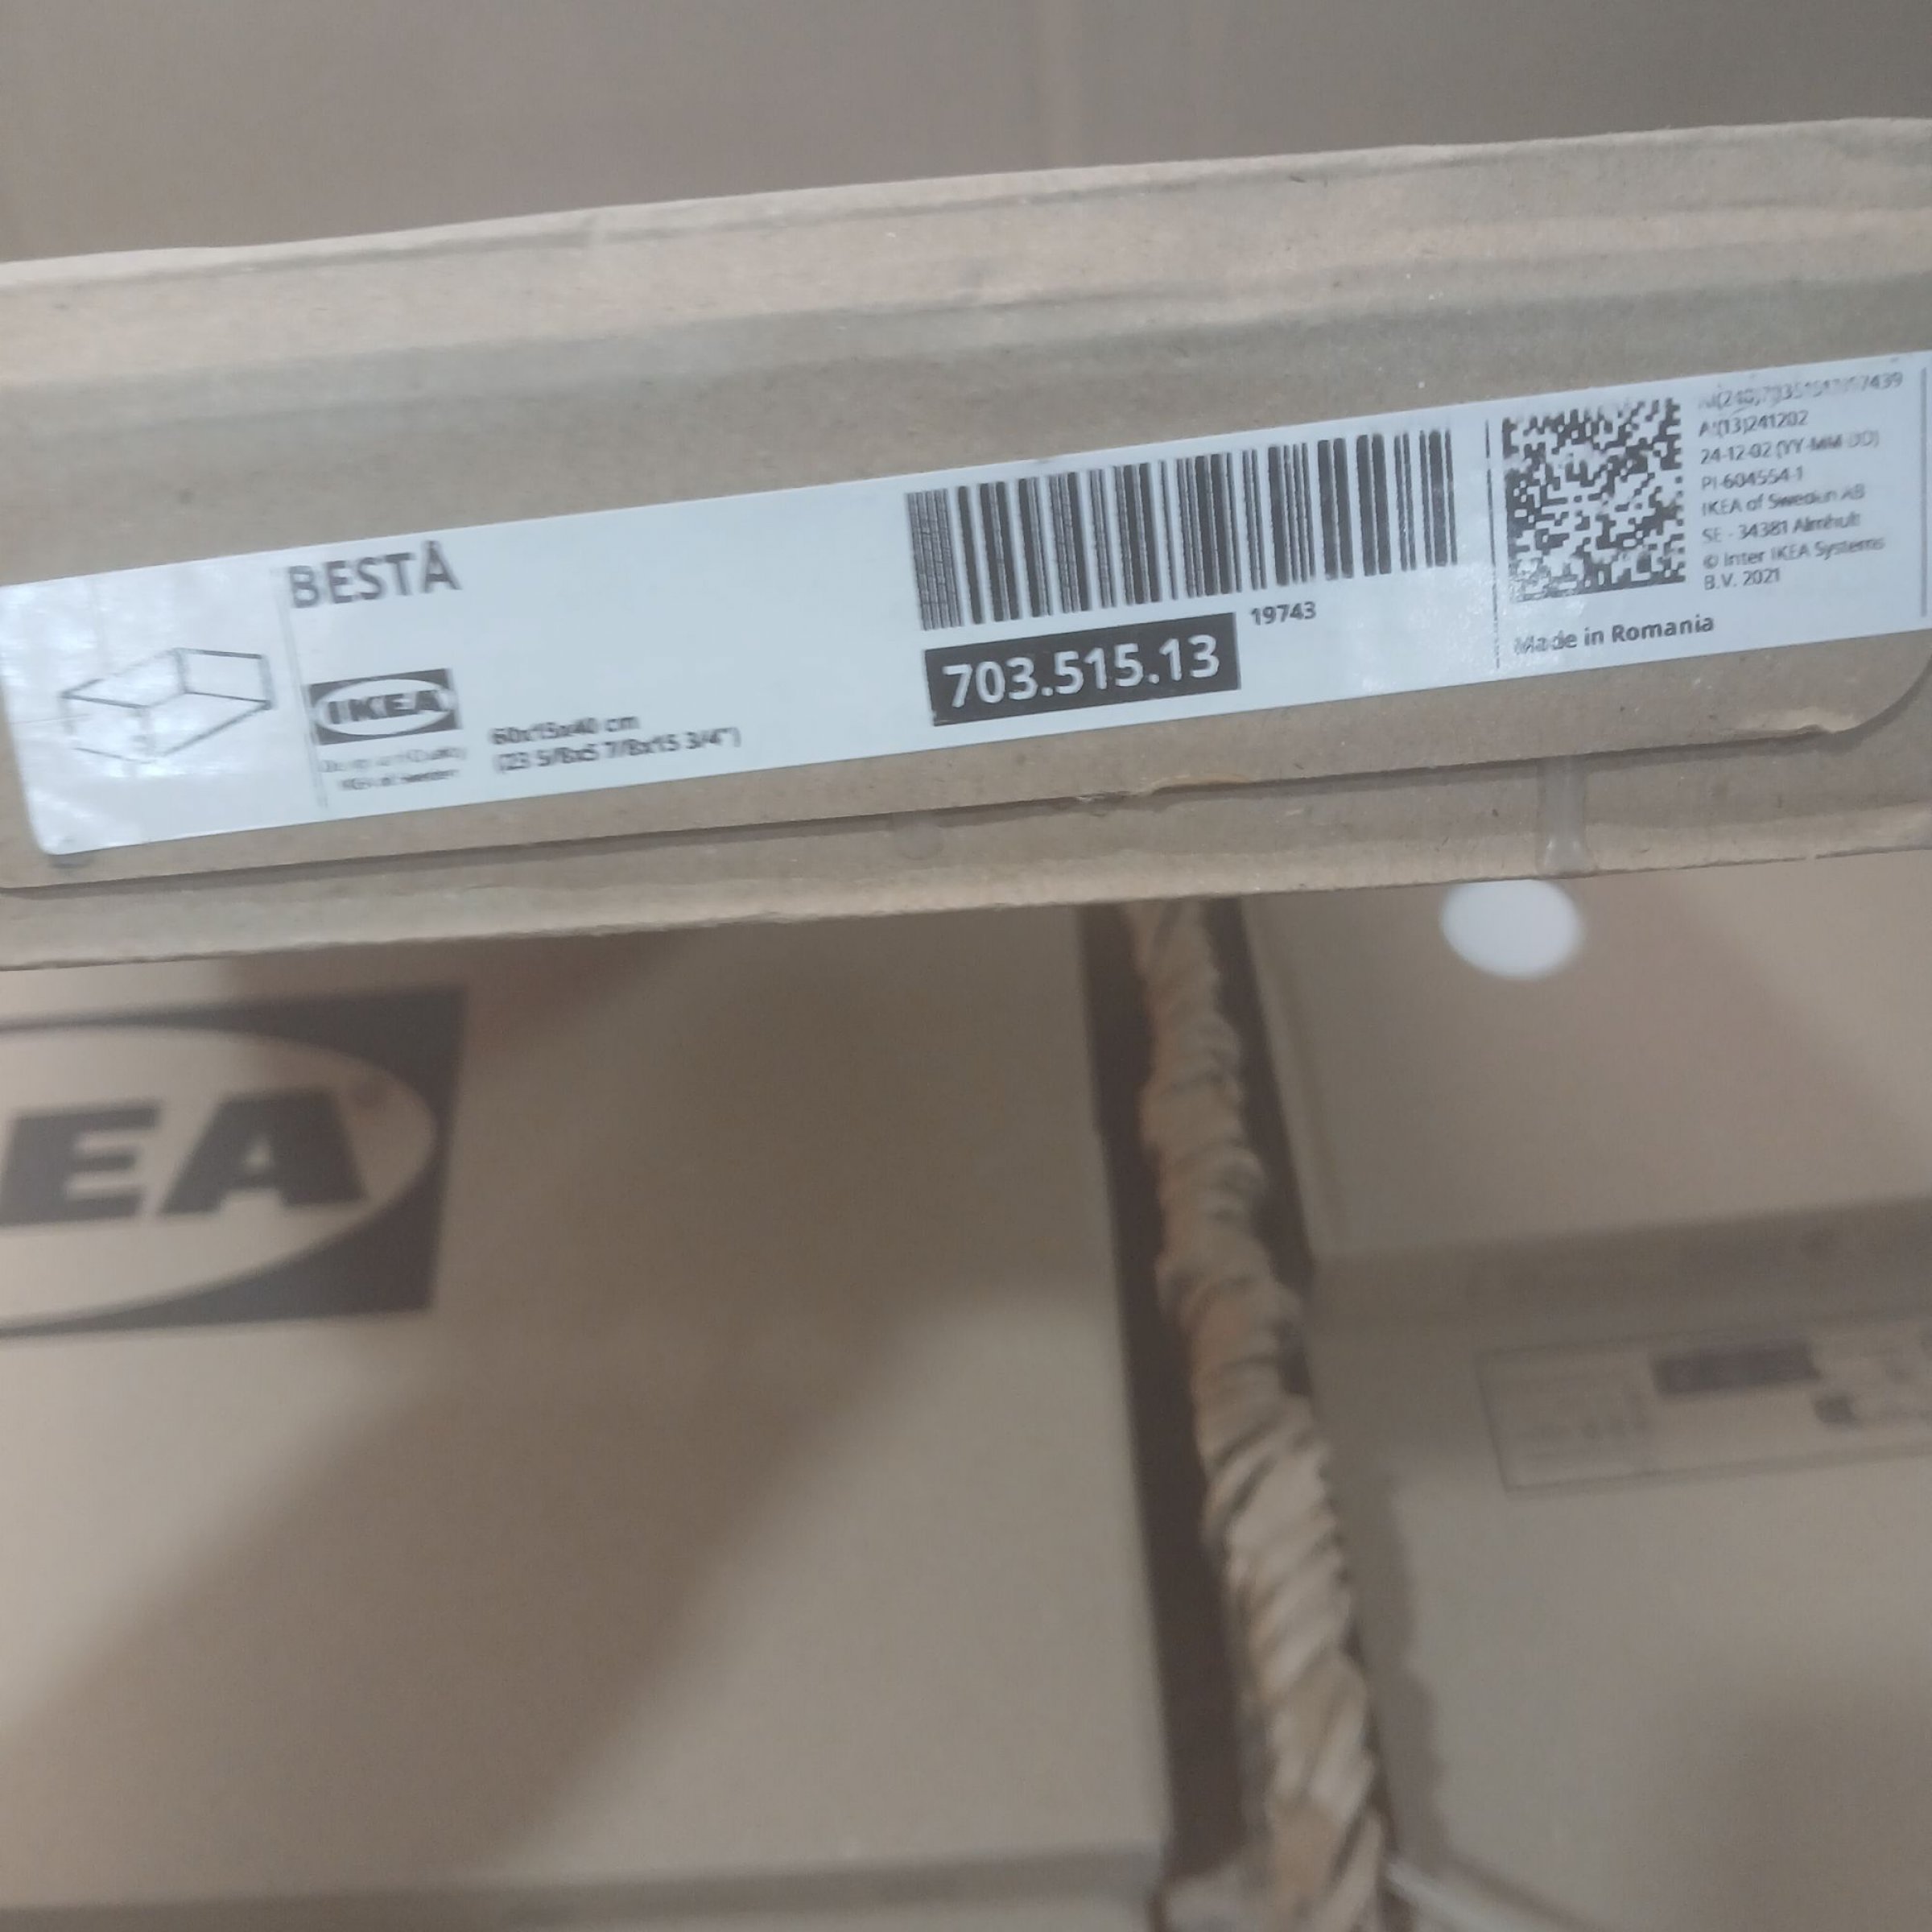 BESTÅ
IKEA
60x15x40 cm
(23 5/8x5 7/8x15 3/4")
703.515.13
19743
24-12-02 (YY-MM-DD)
PI-604554-1
IKEA of Sweden AB
SE - 34381 Älmhult
© Inter IKEA Systems
B.V. 2021
Made in Romania
EA